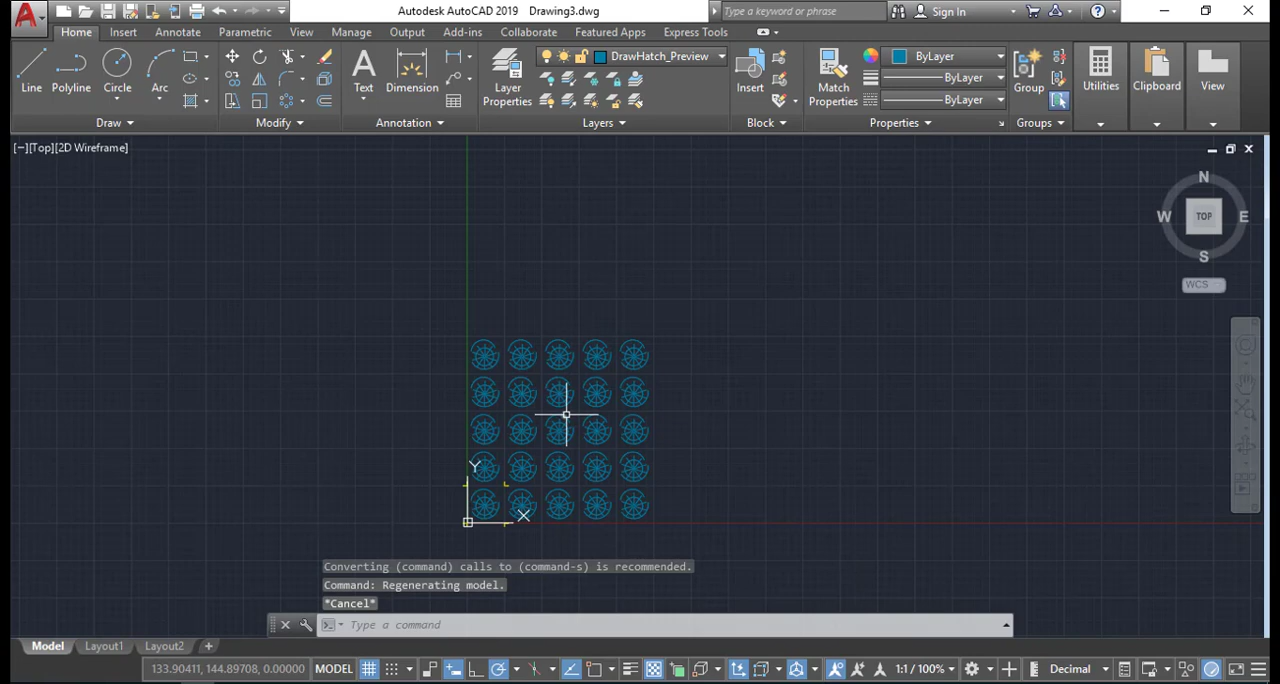 Autodesk AutoCAD 2019 Drawing3.dwg
Type a keyword or phrase
Sign In
Home Insert Annotate Parametric View Manage Output Add-ins Collaborate Featured Apps Express Tools
Line
Polyline
Circle
Arc
Text
Dimension
Layer
Properties
DrawHatch_Preview
Insert
Match
Properties
ByLayer
ByLayer
ByLayer
Group
Utilities
Clipboard
View
Draw
Modify
Annotation
Layers
Block
Properties
Groups
[−][Top][2D Wireframe]
N
W TOP E
S
WCS
Y
X
Converting (command) calls to (command-s) is recommended.
Command: Regenerating model.
*Cancel*
Type a command
Model Layout1 Layout2 +
133.90411, 144.89708, 0.00000 MODEL 1:1 / 100% Decimal